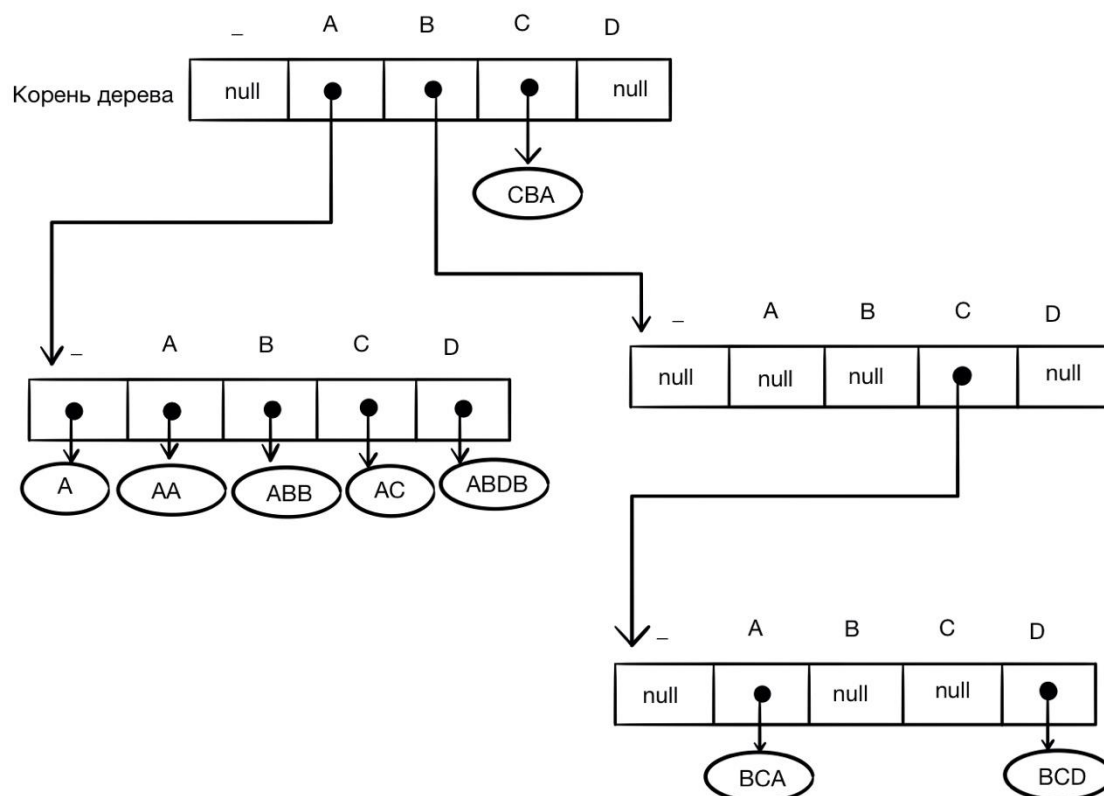 _ A B C D
Корень дерева null null
CBA
_ A B C D
null null null null
_ A B C D
A AA ABB AC ABDB
_ A B C D
null null null
BCA BCD